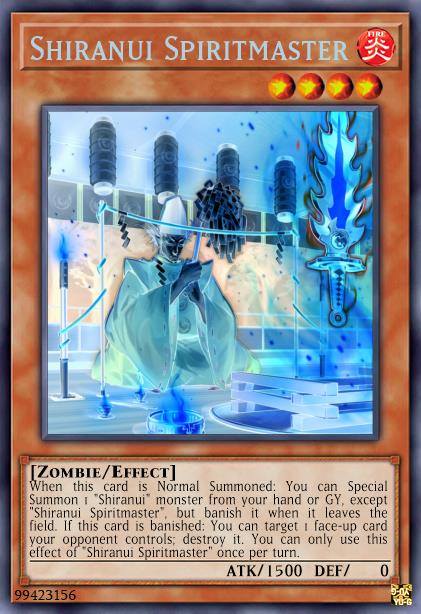 SHIRANUI SPIRITMASTER
FIRE
炎
[ZOMBIE/EFFECT]
When this card is Normal Summoned: You can Special
Summon 1 "Shiranui" monster from your hand or GY, except
"Shiranui Spiritmaster", but banish it when it leaves the
field. If this card is banished: You can target 1 face-up card
your opponent controls; destroy it. You can only use this
effect of "Shiranui Spiritmaster" once per turn.
ATK/1500 DEF/ 0
99423156